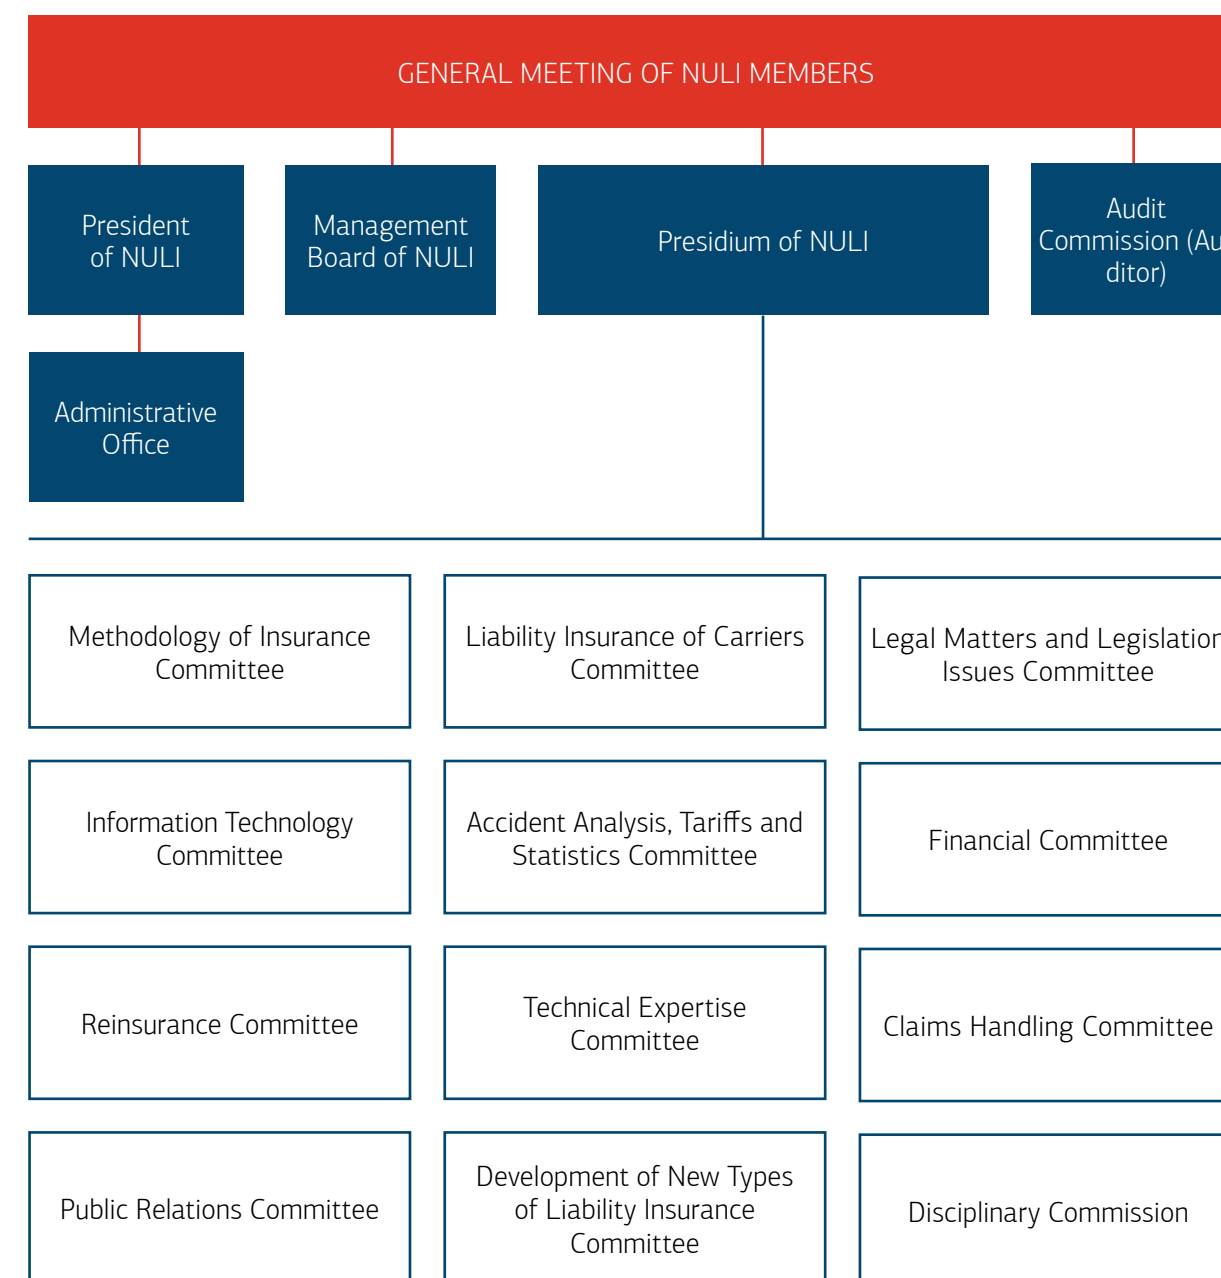 GENERAL MEETING OF NULI MEMBERS
President
of NULI
Management
Board of NULI
Presidium of NULI
Audit
Commission (Au
ditor)
Administrative
Office
Methodology of Insurance
Committee
Liability Insurance of Carriers
Committee
Legal Matters and Legislation
Issues Committee
Information Technology
Committee
Accident Analysis, Tariffs and
Statistics Committee
Financial Committee
Reinsurance Committee
Technical Expertise
Committee
Claims Handling Committee
Public Relations Committee
Development of New Types
of Liability Insurance
Committee
Disciplinary Commission